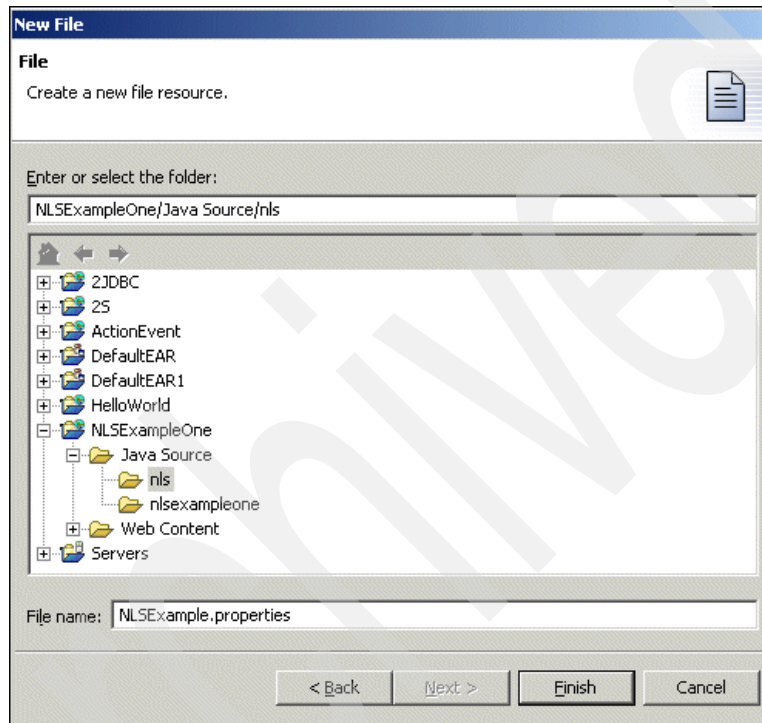 New File
File
Create a new file resource.
Enter or select the folder:
NLSExampleOne/Java Source/nls
2JDBC
2S
ActionEvent
DefaultEAR
DefaultEAR1
HelloWorld
NLSExampleOne
Java Source
nls
nlsexampleone
Web Content
Servers
File name: NLSExample.properties
< Back Next > Finish Cancel